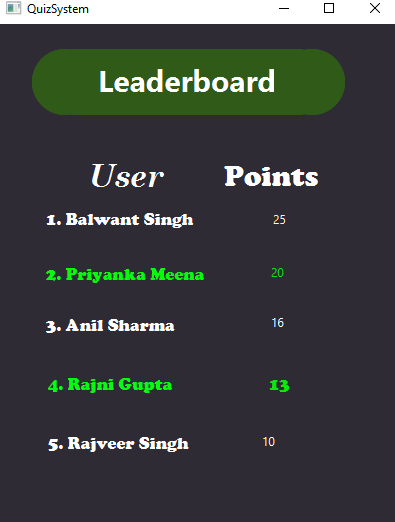 QuizSystem
Leaderboard
User Points
1. Balwant Singh 25
2. Priyanka Meena 20
3. Anil Sharma 16
4. Rajni Gupta 13
5. Rajveer Singh 10